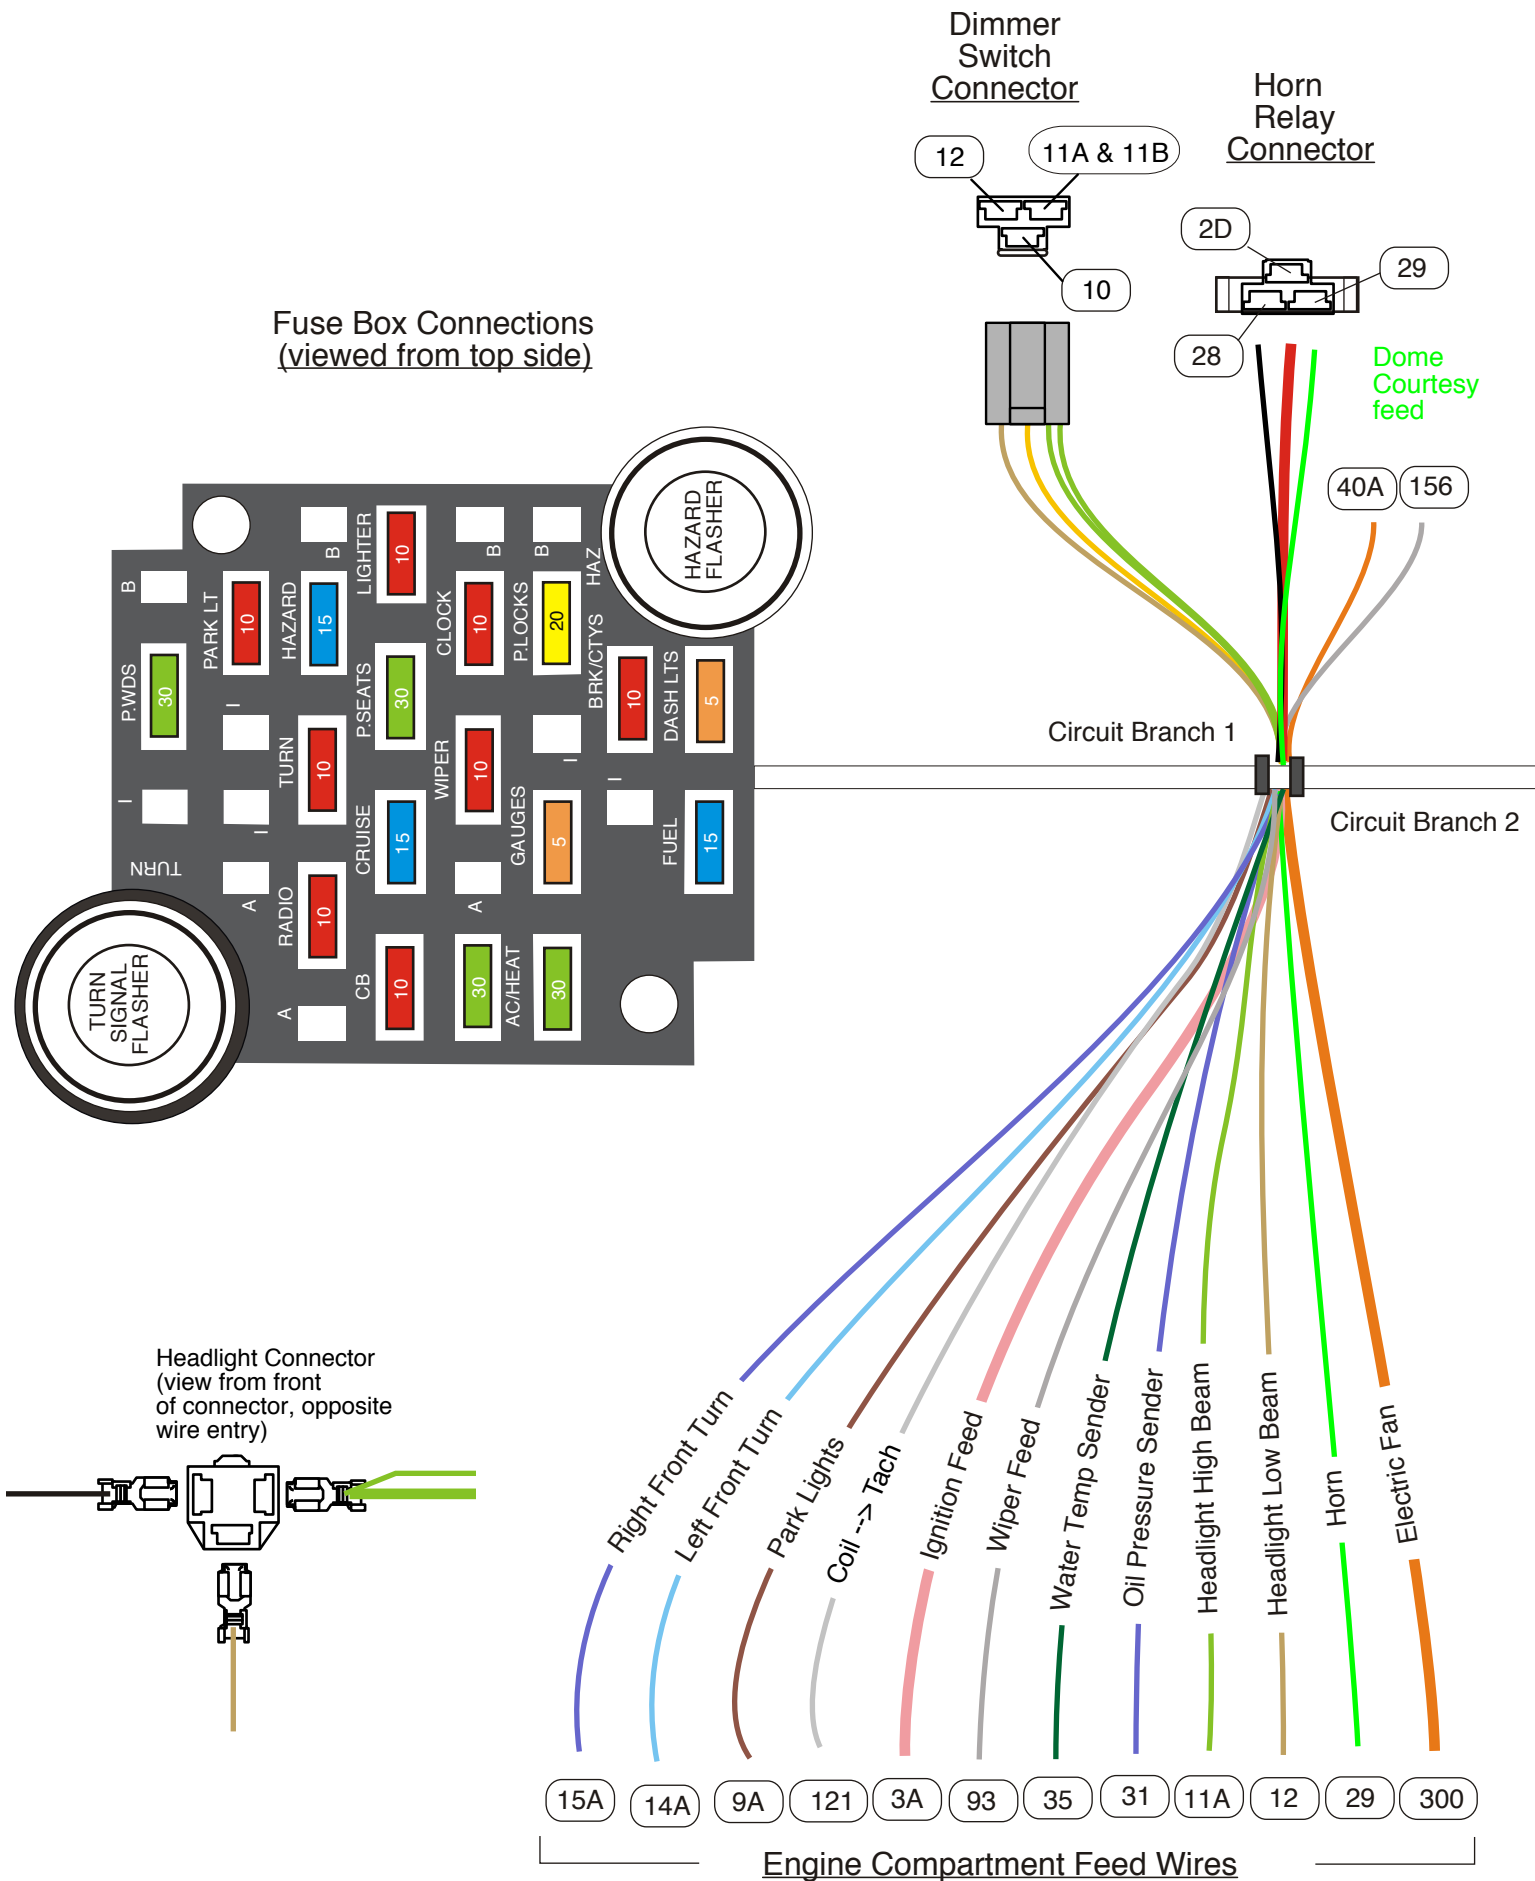 Dimmer
Switch
Connector
12
11A & 11B
10
Horn
Relay
Connector
2D
29
28
Dome
Courtesy
feed
40A
156
Fuse Box Connections
(viewed from top side)
HAZARD
FLASHER
HAZ
B
B
B
B
LIGHTER
10
PARK LT
10
HAZARD
15
CLOCK
10
P.LOCKS
20
P.WDS
30
P.SEATS
30
BRK/CTYS
10
DASH LTS
5
I
I
I
I
I
TURN
10
WIPER
10
CRUISE
15
GAUGES
5
FUEL
15
TURN
A
A
A
RADIO
10
CB
10
30
AC/HEAT
30
TURN
SIGNAL
FLASHER
Circuit Branch 1
Circuit Branch 2
Headlight Connector
(view from front
of connector, opposite
wire entry)
Right Front Turn
Left Front Turn
Park Lights
Coil --> Tach
Ignition Feed
Wiper Feed
Water Temp Sender
Oil Pressure Sender
Headlight High Beam
Headlight Low Beam
Horn
Electric Fan
15A
14A
9A
121
3A
93
35
31
11A
12
29
300
Engine Compartment Feed Wires